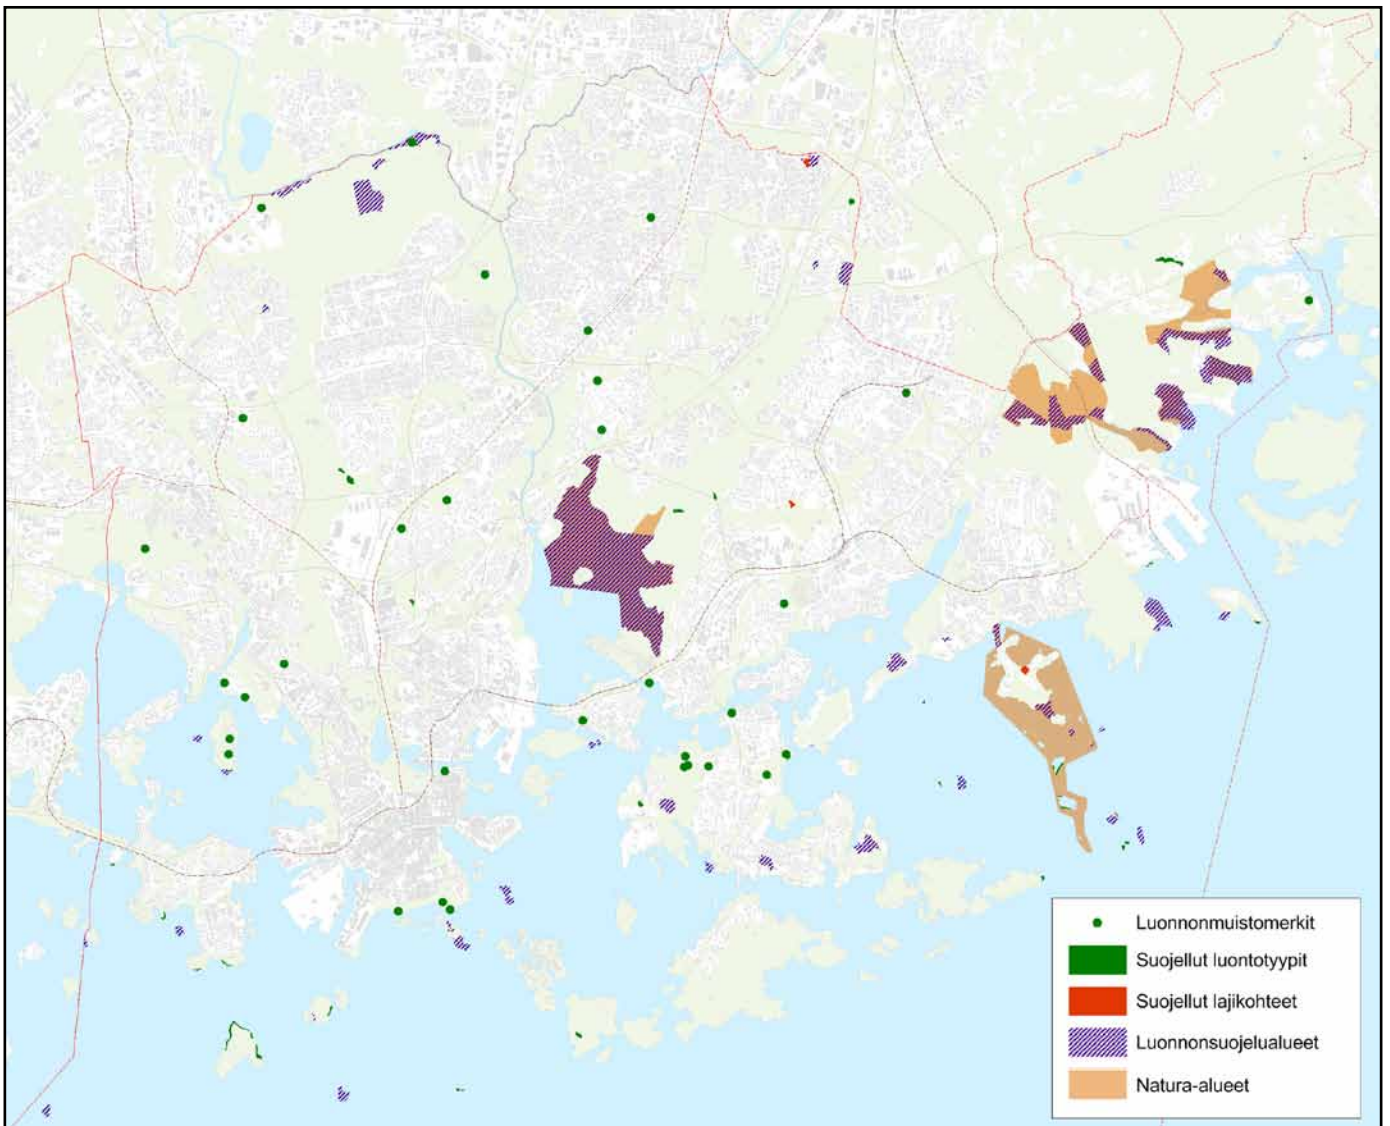 Luonnonmuistomerkit
Suojellut luontotyypit
Suojellut lajikohteet
Luonnonsuojelualueet
Natura-alueet